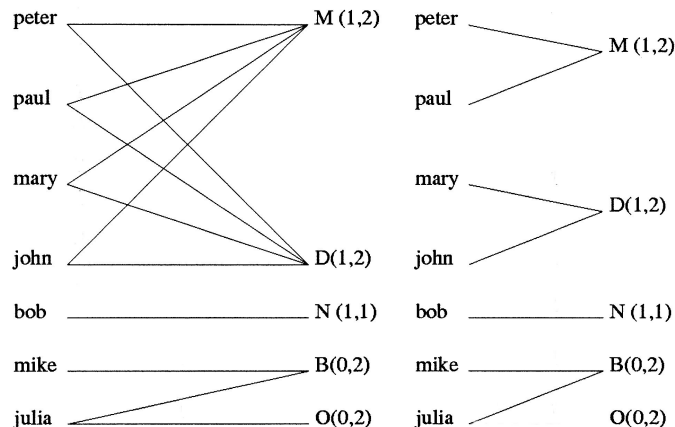 peter M (1,2)
paul
mary
john D(1,2)
bob N (1,1)
mike B(0,2)
julia O(0,2)
peter
M (1,2)
paul
mary
D(1,2)
john
bob N (1,1)
mike B(0,2)
julia O(0,2)